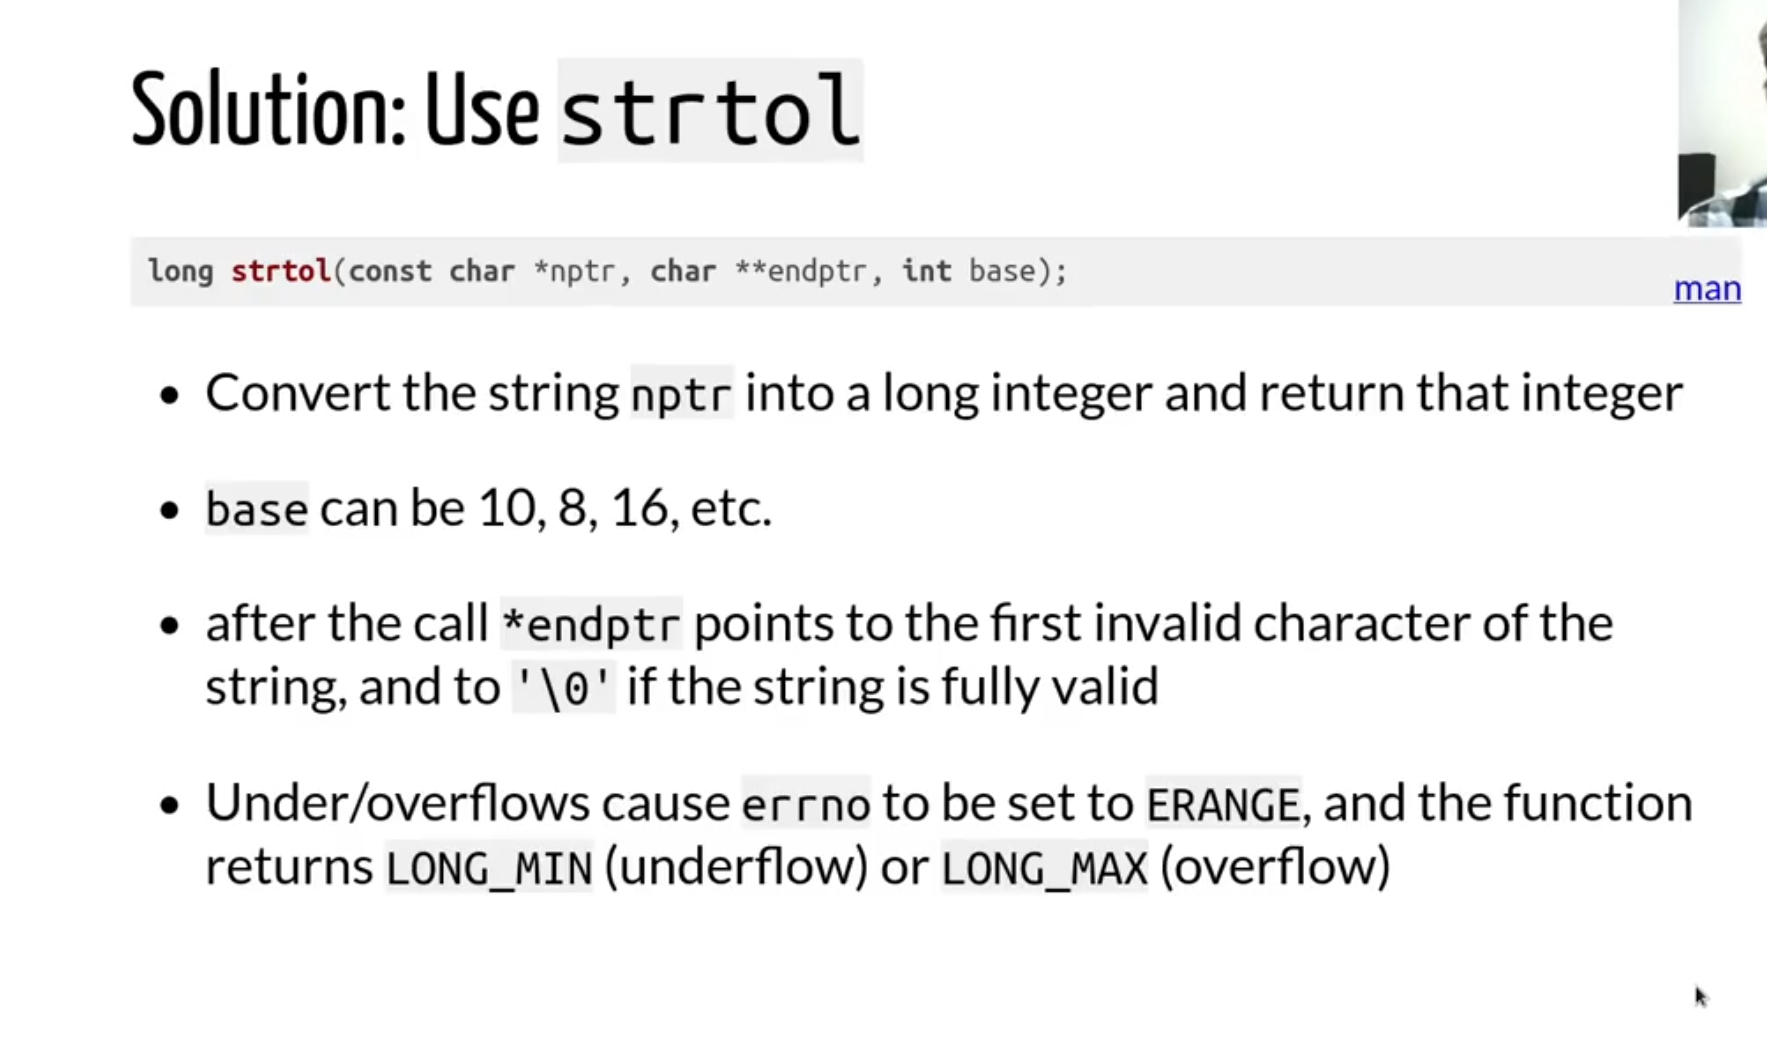 Solution: Use strtol
long strtol(const char *nptr, char **endptr, int base);
man
• Convert the string nptr into a long integer and return that integer
• base can be 10, 8, 16, etc.
• after the call *endptr points to the first invalid character of the
string, and to '\0' if the string is fully valid
• Under/overflows cause errno to be set to ERANGE, and the function
returns LONG_MIN (underflow) or LONG_MAX (overflow)